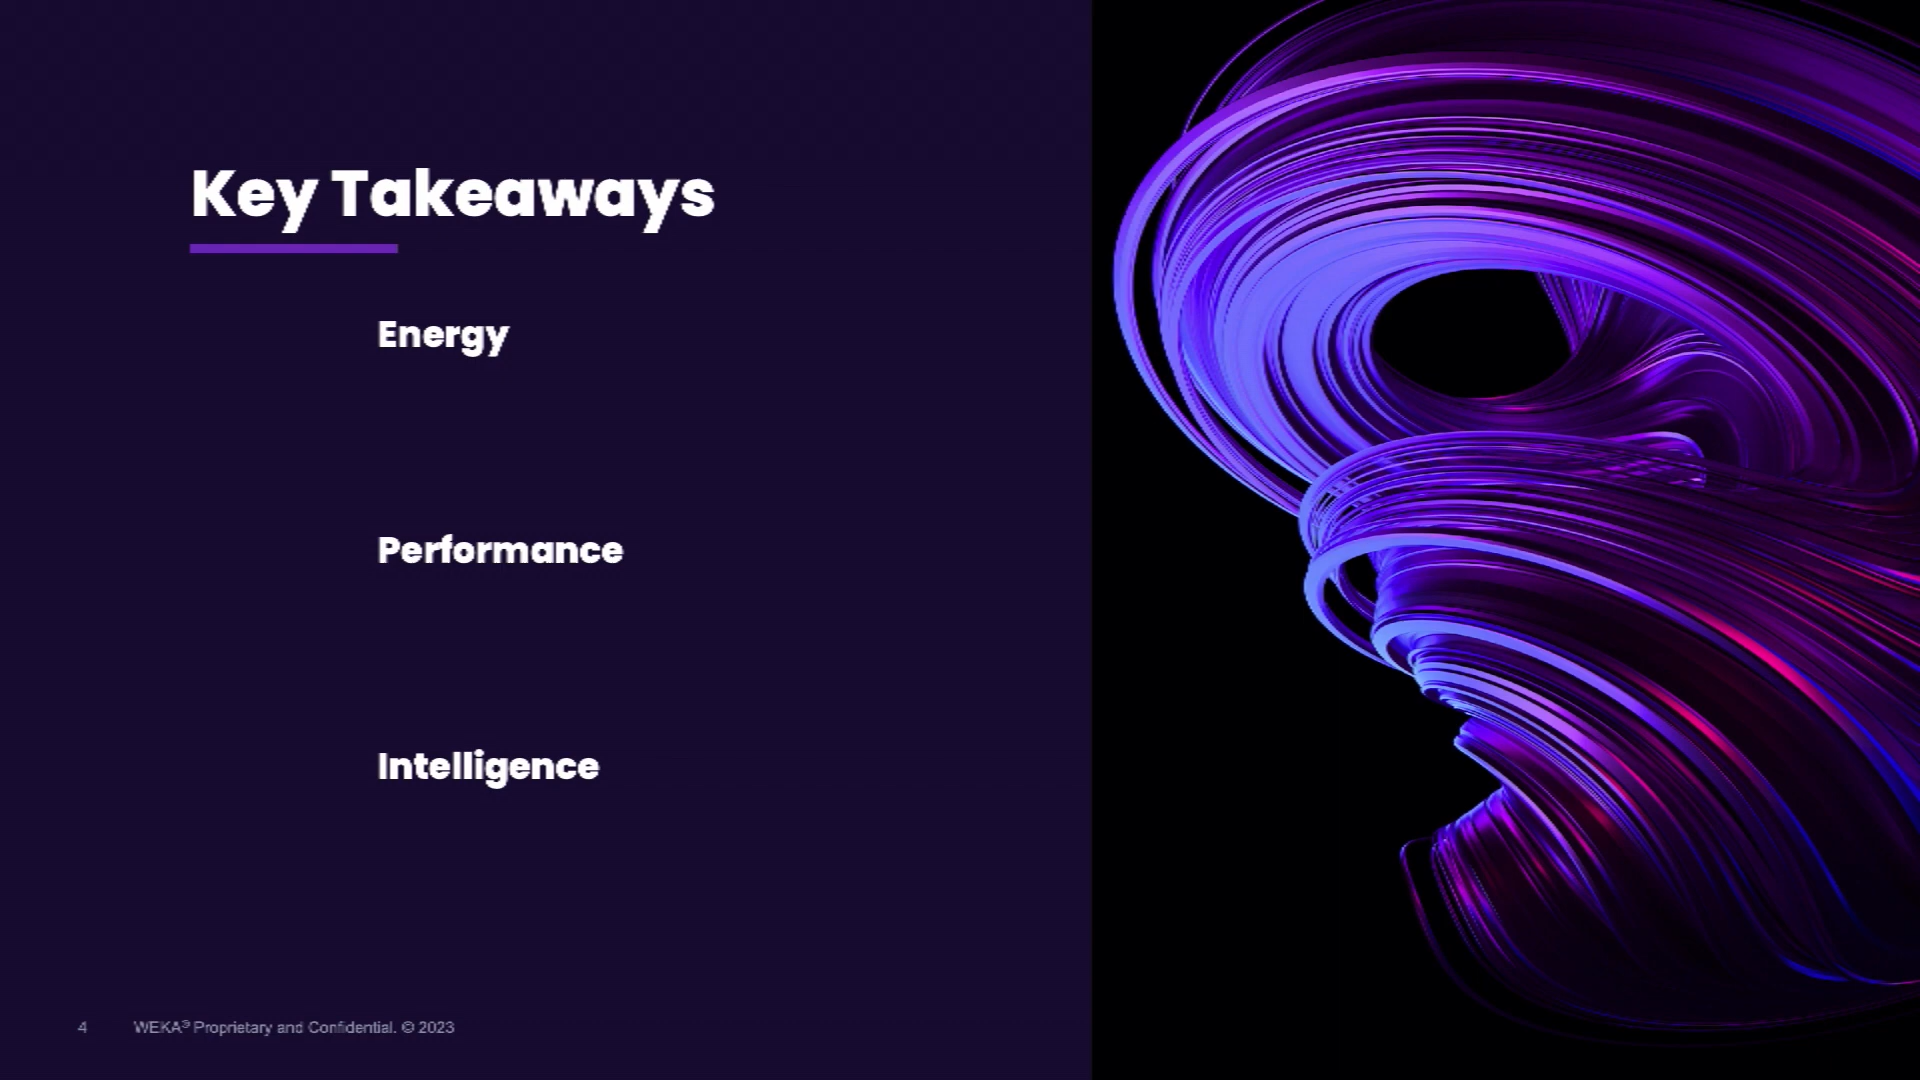 Key Takeaways
Energy
Performance
Intelligence
4 WEKA® Proprietary and Confidential. © 2023